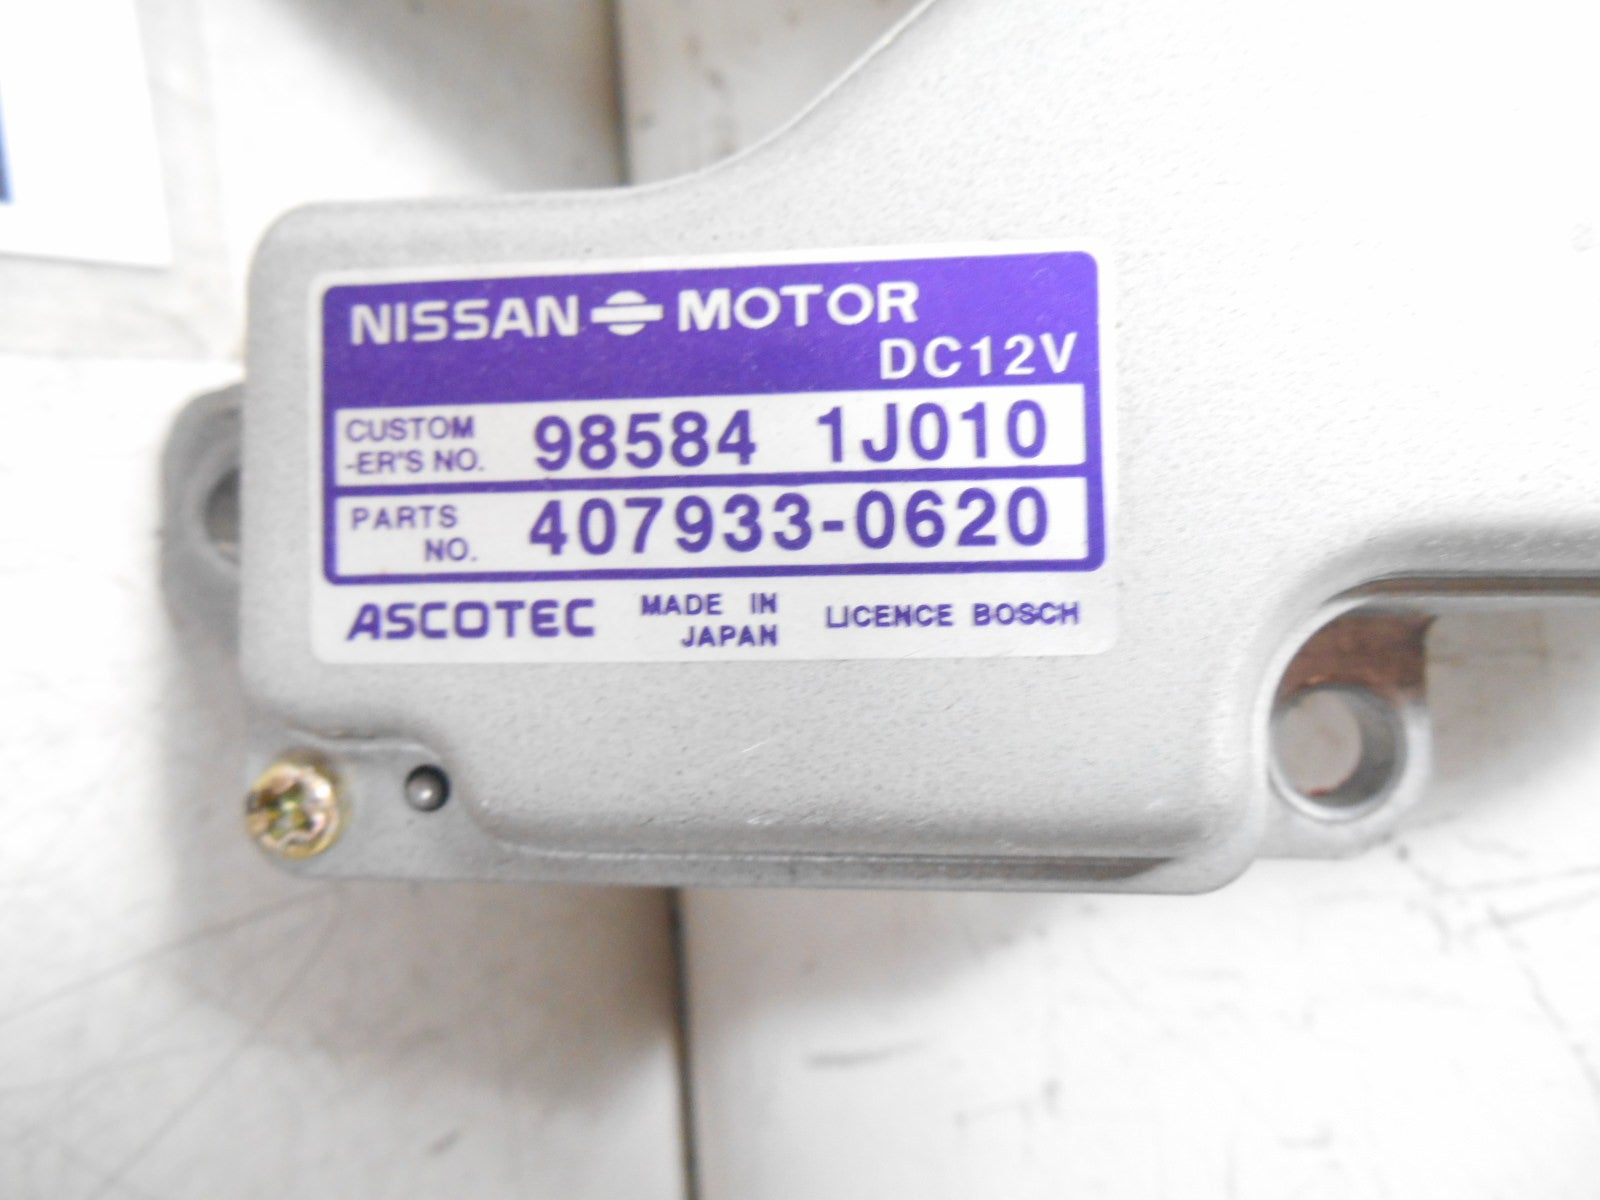 NISSAN MOTOR
DC12V
CUSTOM
-ER'S NO. 98584 1J010
PARTS
NO. 407933-0620
ASCOTEC MADE IN
JAPAN LICENCE BOSCH